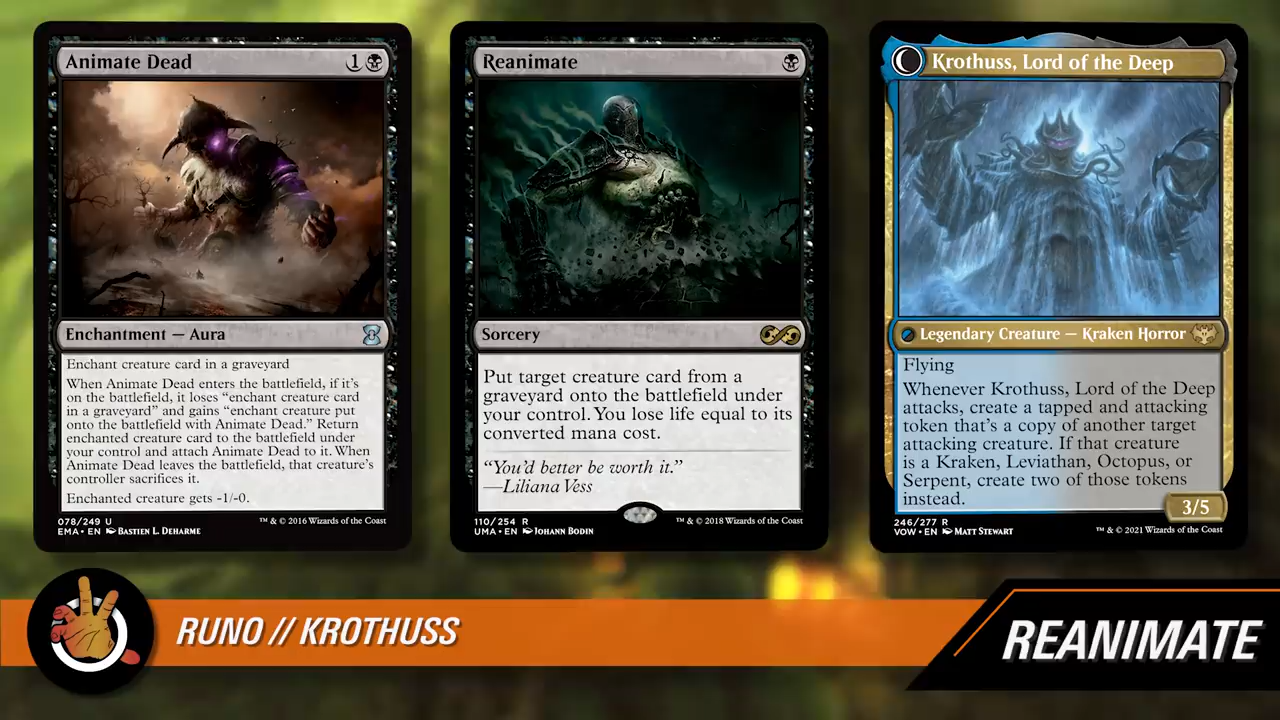 Animate Dead
1
Enchantment — Aura
Enchant creature card in a graveyard
When Animate Dead enters the battlefield, if it's
on the battlefield, it loses “enchant creature card
in a graveyard” and gains “enchant creature put
onto the battlefield with Animate Dead.” Return
enchanted creature card to the battlefield under
your control and attach Animate Dead to it. When
Animate Dead leaves the battlefield, that creature's
controller sacrifices it.
Enchanted creature gets -1/-0.
078/249 U
EMA • EN Bastien L. Deharme
™ & © 2016 Wizards of the Coast
Reanimate
Sorcery
Put target creature card from a
graveyard onto the battlefield under
your control. You lose life equal to its
converted mana cost.
“You'd better be worth it.”
—Liliana Vess
110/254 R
UMA • EN Johann Bodin
™ & © 2018 Wizards of the Coast
Krothuss, Lord of the Deep
Legendary Creature — Kraken Horror
Flying
Whenever Krothuss, Lord of the Deep
attacks, create a tapped and attacking
token that's a copy of another target
attacking creature. If that creature
is a Kraken, Leviathan, Octopus, or
Serpent, create two of those tokens
instead.
3/5
246/277 R
VOW • EN Matt Stewart
™ & © 2021 Wizards of the Coast
RUNO // KROTHUSS
REANIMATE